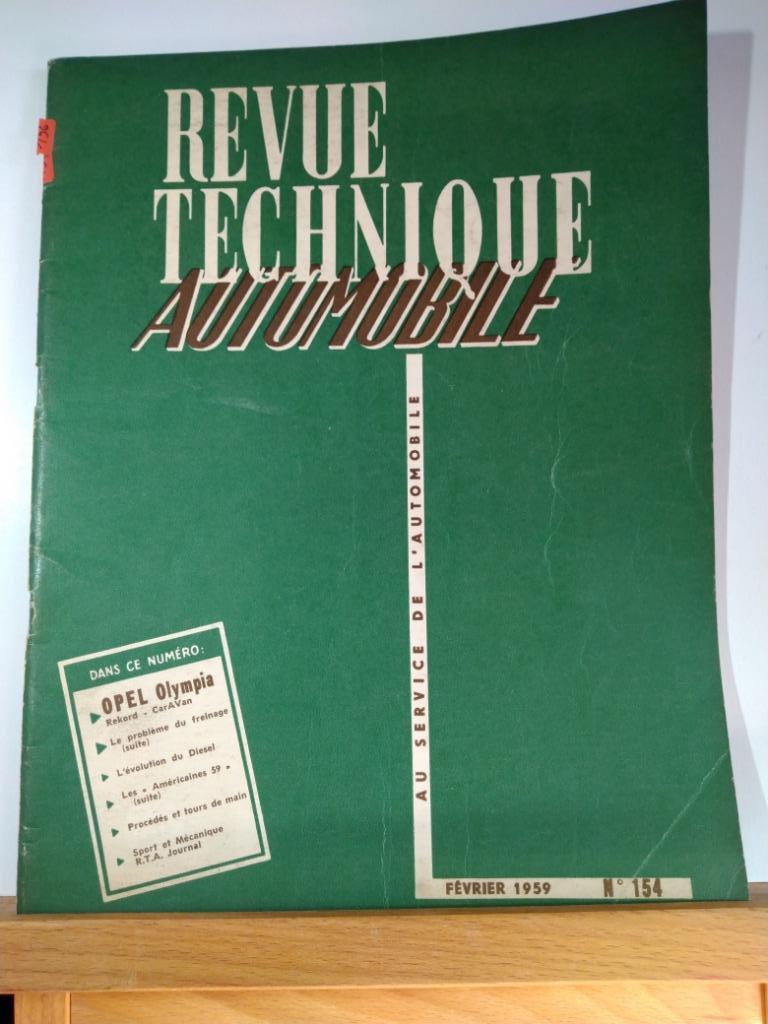 REVUE
TECHNIQUE
AUTOMOBILE
AU SERVICE DE L'AUTOMOBILE
DANS CE NUMÉRO:
OPEL Olympia
Rekord - CarAVan
Le problème du freinage
(suite)
L'évolution du Diesel
Les « Américaines 59 »
(suite)
Procédés et tours de main
Sport et Mécanique
R.T.A. Journal
FÉVRIER 1959 N° 154